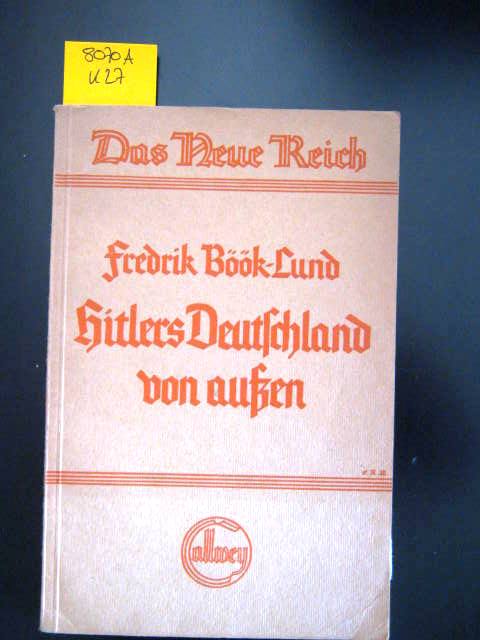 8070A
K27
Das Neue Reich
Fredrik Böök-Lund
Hitlers Deutschland
von außen
Callwey